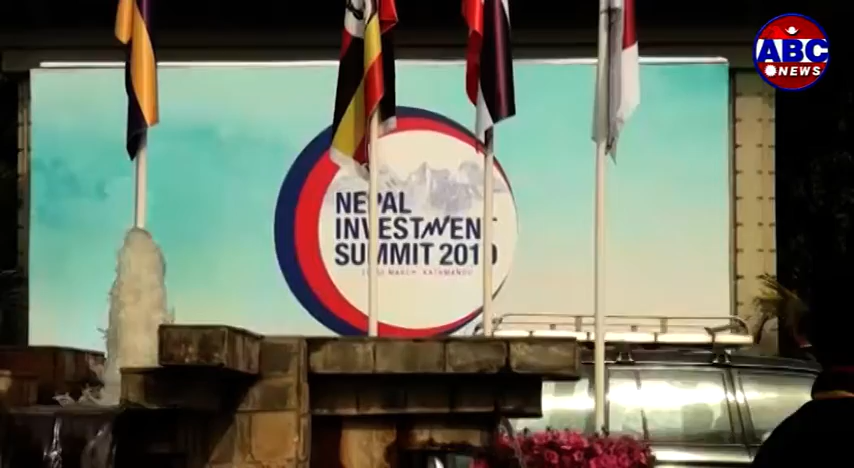 ABC
NEWS
NEPAL
INVESTMENT
SUMMIT 2019
MARCH, KATHMANDU